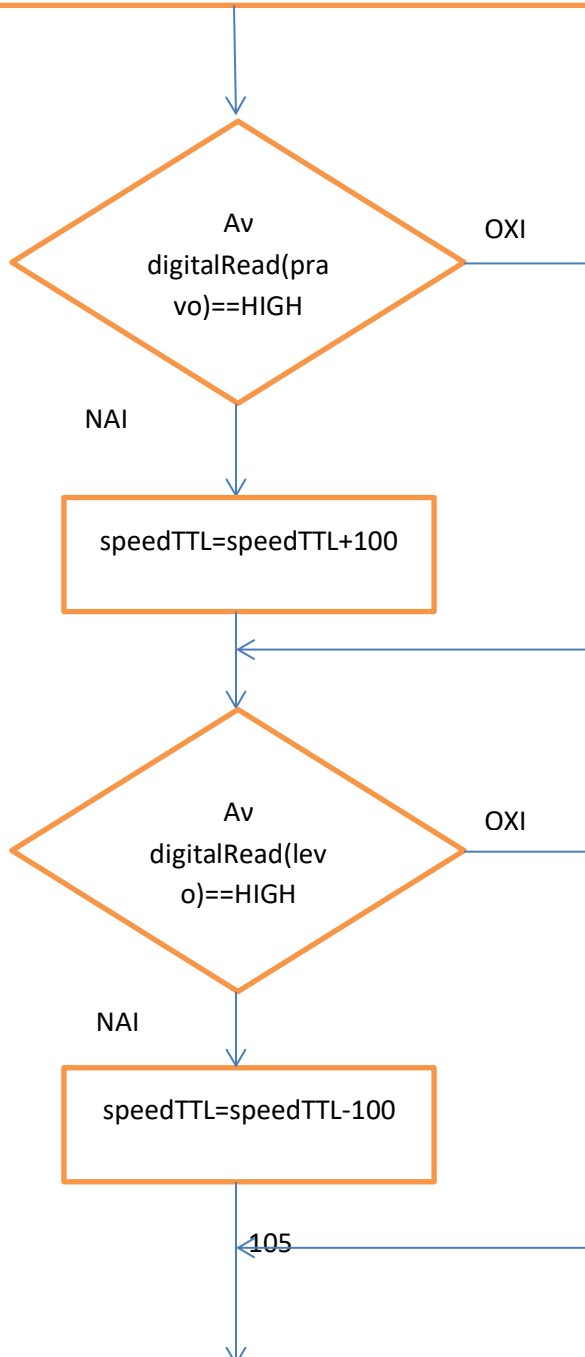 Αν
digitalRead(pra
vo)==HIGH
ΟΧΙ
ΝΑΙ
speedTTL=speedTTL+100
Αν
digitalRead(lev
o)==HIGH
ΟΧΙ
ΝΑΙ
speedTTL=speedTTL-100
105